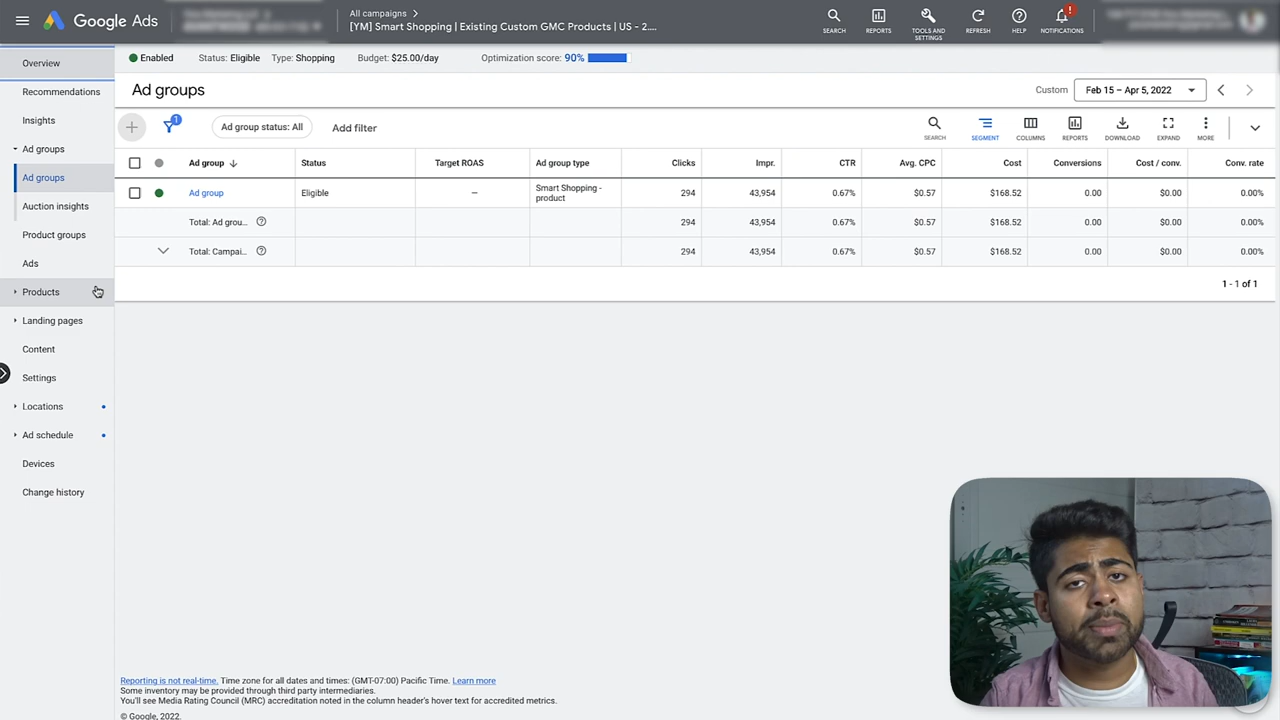 Google Ads
All campaigns
[YM] Smart Shopping | Existing Custom GMC Products | US - 2....
SEARCH
REPORTS
TOOLS AND
SETTINGS
REFRESH
HELP
!
NOTIFICATIONS
Overview
Recommendations
Insights
Ad groups
Ad groups
Auction insights
Product groups
Ads
Products
Landing pages
Content
Settings
Locations
Ad schedule
Devices
Change history
Enabled Status: Eligible Type: Shopping Budget: $25.00/day Optimization score: 90%
Ad groups
Custom Feb 15 – Apr 5, 2022
1
Ad group status: All Add filter
SEARCH SEGMENT COLUMNS REPORTS DOWNLOAD EXPAND MORE
Ad group Status Target ROAS Ad group type Clicks Impr. CTR Avg. CPC Cost Conversions Cost / conv. Conv. rate
Ad group Eligible – Smart Shopping - 294 43,954 0.67% $0.57 $168.52 0.00 $0.00 0.00%
product
Total: Ad grou... 294 43,954 0.67% $0.57 $168.52 0.00 $0.00 0.00%
Total: Campai... 294 43,954 0.67% $0.57 $168.52 0.00 $0.00 0.00%
1 - 1 of 1
Reporting is not real-time. Time zone for all dates and times: (GMT-07:00) Pacific Time. Learn more
Some inventory may be provided through third party intermediaries.
You'll see Media Rating Council (MRC) accreditation noted in the column header's hover text for accredited metrics.
© Google, 2022.